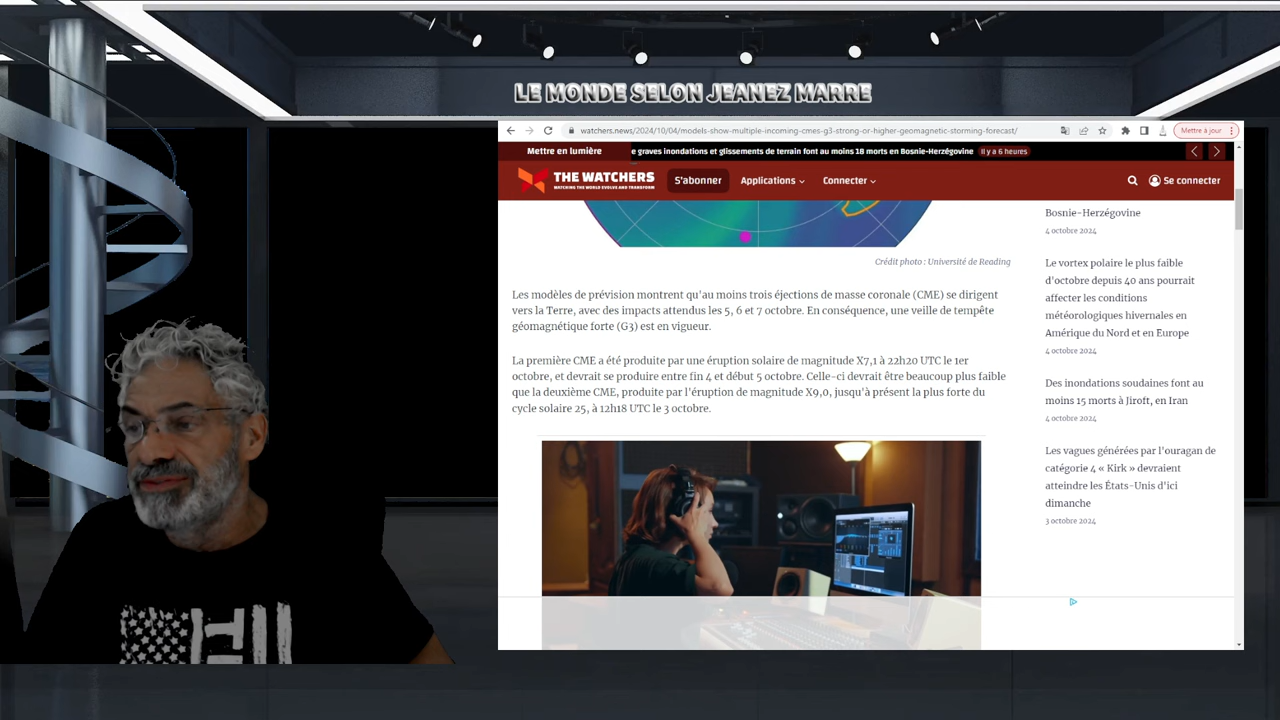 LE MONDE SELON JEANEZ MARRE
watchers.news/2024/10/04/models-show-multiple-incoming-cmes-g3-strong-or-higher-geomagnetic-storming-forecast/
Mettre à jour
Mettre en lumière
e graves inondations et glissements de terrain font au moins 18 morts en Bosnie-Herzégovine
Il y a 6 heures
THE WATCHERS
WATCHING THE WORLD EVOLVE AND TRANSFORM
S'abonner
Applications
Connecter
Se connecter
Crédit photo : Université de Reading
Les modèles de prévision montrent qu'au moins trois éjections de masse coronale (CME) se dirigent
vers la Terre, avec des impacts attendus les 5, 6 et 7 octobre. En conséquence, une veille de tempête
géomagnétique forte (G3) est en vigueur.
La première CME a été produite par une éruption solaire de magnitude X7,1 à 22h20 UTC le 1er
octobre, et devrait se produire entre fin 4 et début 5 octobre. Celle-ci devrait être beaucoup plus faible
que la deuxième CME, produite par l'éruption de magnitude X9,0, jusqu'à présent la plus forte du
cycle solaire 25, à 12h18 UTC le 3 octobre.
Bosnie-Herzégovine
4 octobre 2024
Le vortex polaire le plus faible
d'octobre depuis 40 ans pourrait
affecter les conditions
météorologiques hivernales en
Amérique du Nord et en Europe
4 octobre 2024
Des inondations soudaines font au
moins 15 morts à Jiroft, en Iran
4 octobre 2024
Les vagues générées par l'ouragan de
catégorie 4 « Kirk » devraient
atteindre les États-Unis d'ici
dimanche
3 octobre 2024